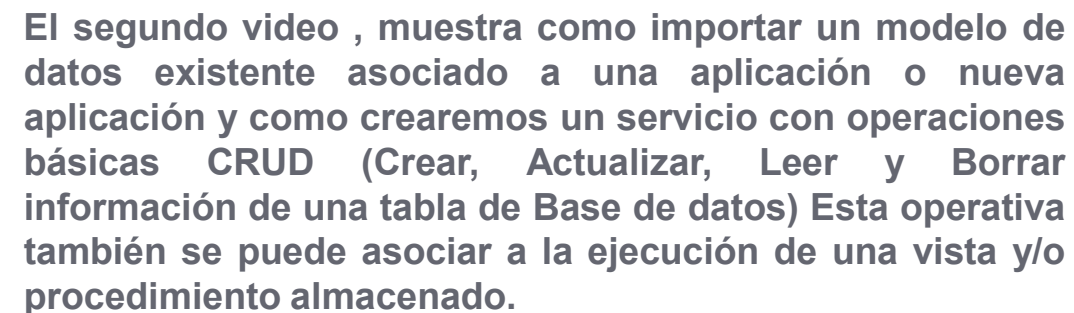 El segundo video , muestra como importar un modelo de
datos existente asociado a una aplicación o nueva
aplicación y como crearemos un servicio con operaciones
básicas CRUD (Crear, Actualizar, Leer y Borrar
información de una tabla de Base de datos) Esta operativa
también se puede asociar a la ejecución de una vista y/o
procedimiento almacenado.